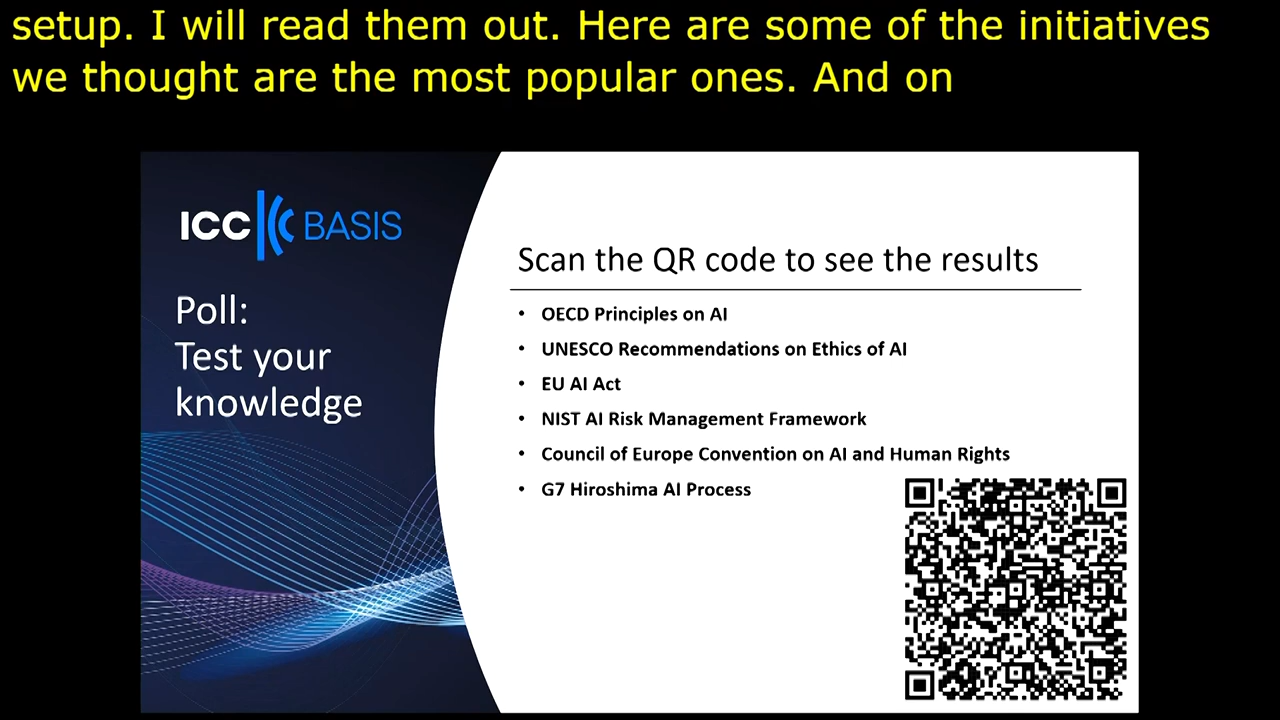 setup. I will read them out. Here are some of the initiatives
we thought are the most popular ones. And on
ICC BASIS
Poll:
Test your
knowledge
Scan the QR code to see the results
• OECD Principles on AI
• UNESCO Recommendations on Ethics of AI
• EU AI Act
• NIST AI Risk Management Framework
• Council of Europe Convention on AI and Human Rights
• G7 Hiroshima AI Process